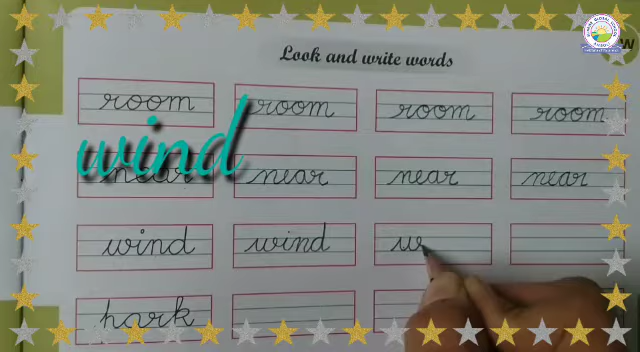 Look and write words
room room room room
wind
near near near near
wind wind w
hark